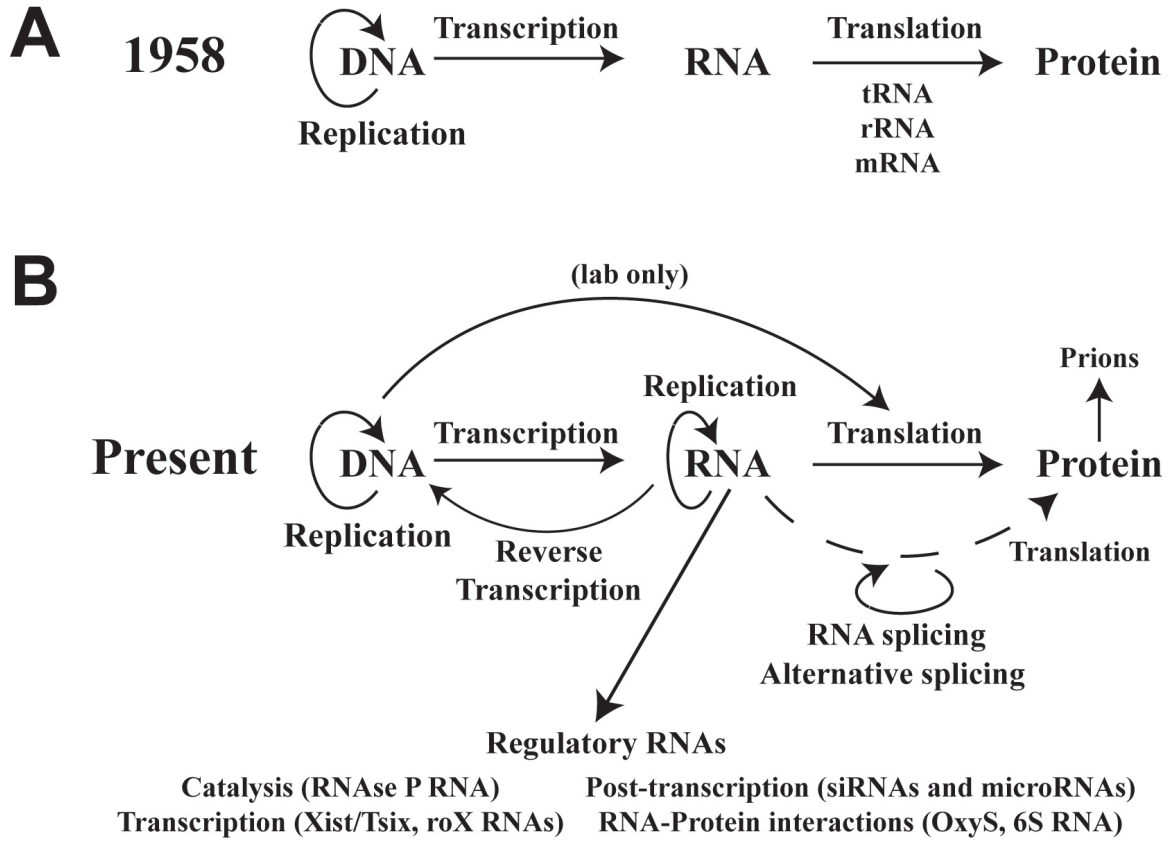 A
1958
DNA
Transcription
RNA
Translation
Protein
Replication
tRNA
rRNA
mRNA
B
(lab only)
Prions
Replication
Present
DNA
Transcription
RNA
Translation
Protein
Replication
Reverse
Transcription
Translation
RNA splicing
Alternative splicing
Regulatory RNAs
Catalysis (RNAse P RNA)
Post-transcription (siRNAs and microRNAs)
Transcription (Xist/Tsix, roX RNAs)
RNA-Protein interactions (OxyS, 6S RNA)